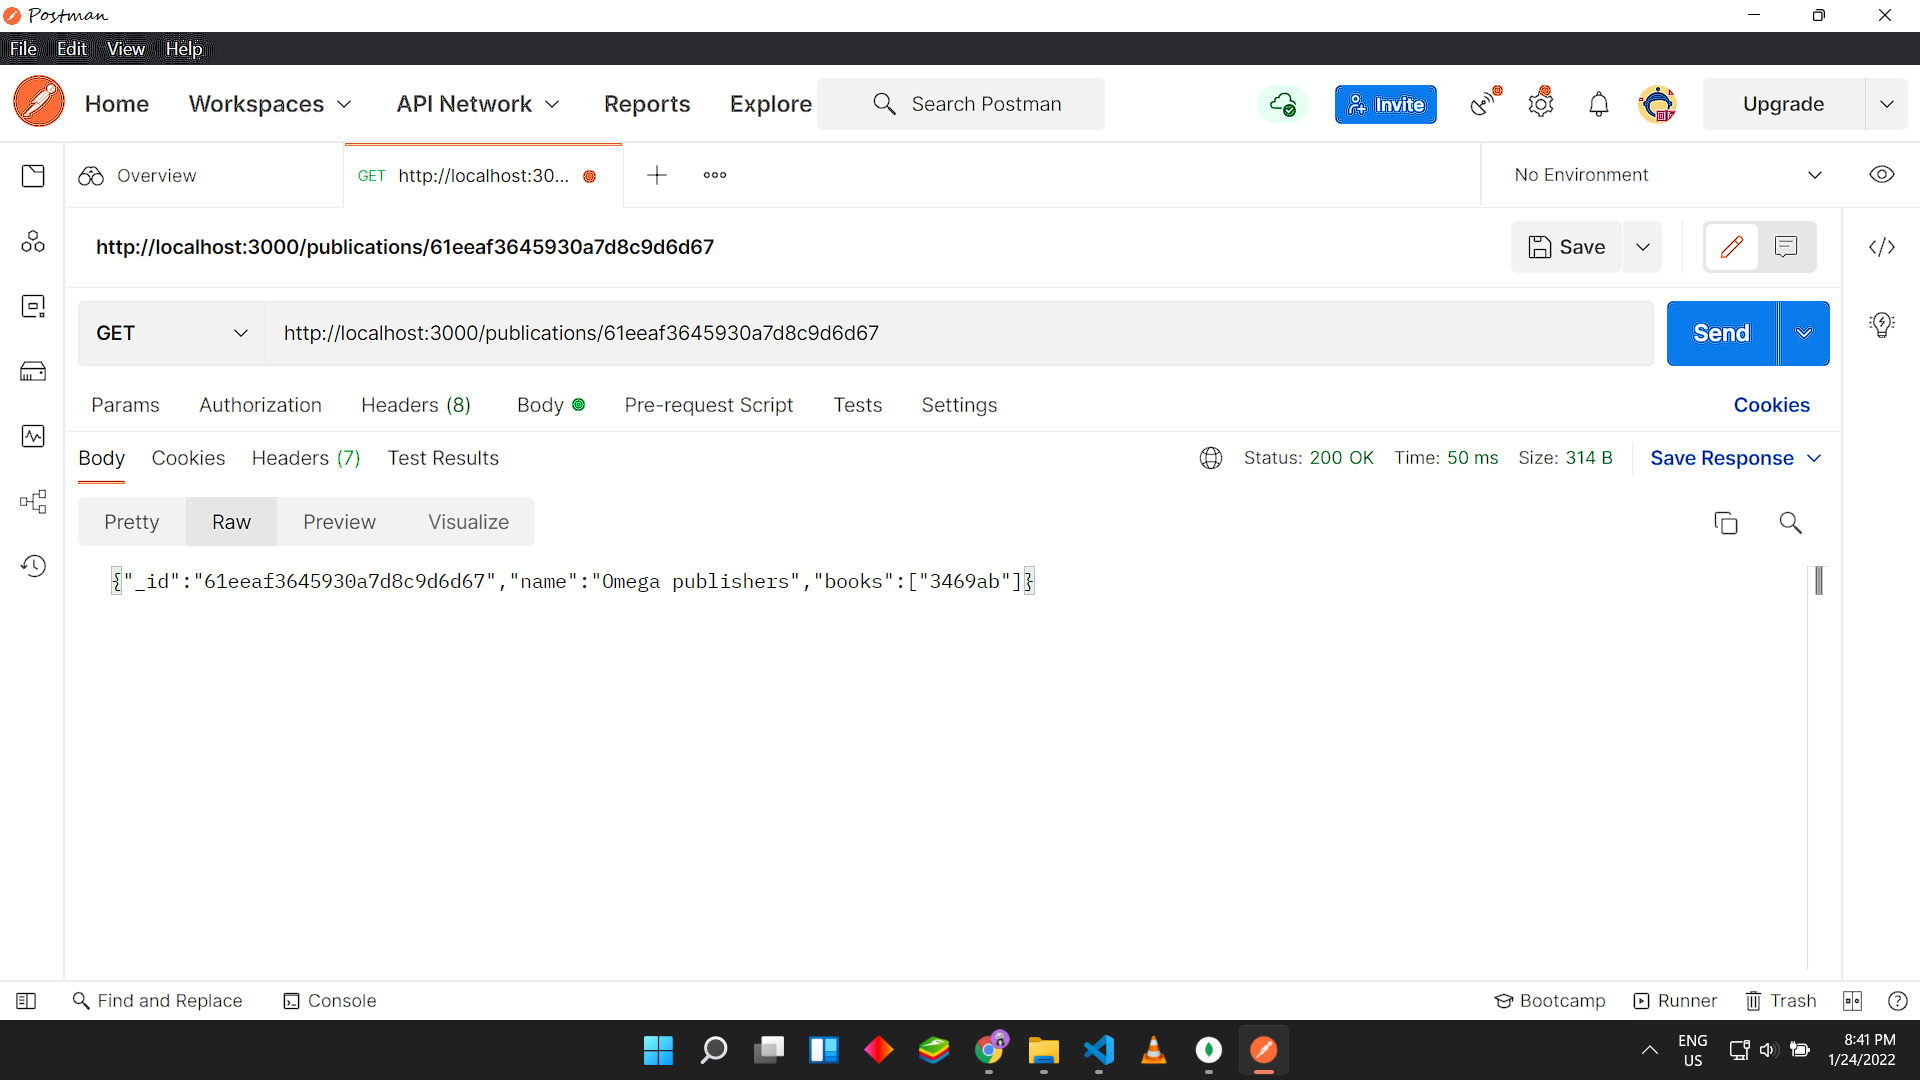 Postman
File Edit View Help
Home Workspaces API Network Reports Explore Search Postman Invite Upgrade
Overview GET http://localhost:30... No Environment
http://localhost:3000/publications/61eeaf3645930a7d8c9d6d67 Save
GET http://localhost:3000/publications/61eeaf3645930a7d8c9d6d67 Send
Params Authorization Headers (8) Body Pre-request Script Tests Settings Cookies
Body Cookies Headers (7) Test Results Status: 200 OK Time: 50 ms Size: 314 B Save Response
Pretty Raw Preview Visualize
{"_id":"61eeaf3645930a7d8c9d6d67","name":"Omega publishers","books":["3469ab"]}
Find and Replace Console Bootcamp Runner Trash
ENG 8:41 PM
US 1/24/2022